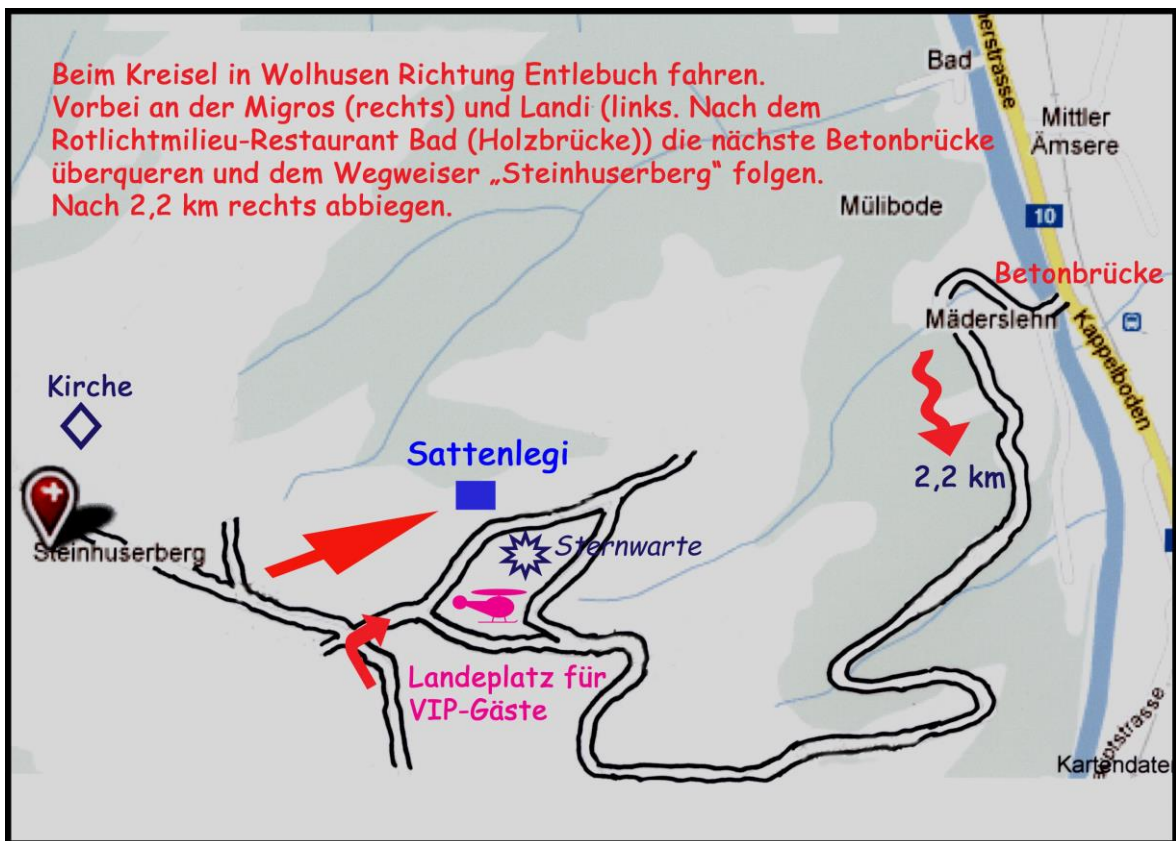 Beim Kreisel in Wolhusen Richtung Entlebuch fahren.
Vorbei an der Migros (rechts) und Landi (links. Nach dem
Rotlichtmilieu-Restaurant Bad (Holzbrücke)) die nächste Betonbrücke
überqueren und dem Wegweiser „Steinhuserberg“ folgen.
Nach 2,2 km rechts abbiegen.
nerstrasse
Bad
Mittler
Ämsere
Mülibode
10
Betonbrücke
Mäderslehn
Kappelboden
Kirche
Sattenlegi
2,2 km
Steinhuserberg
Sternwarte
Landeplatz für
VIP-Gäste
uptstrasse
Kartendaten